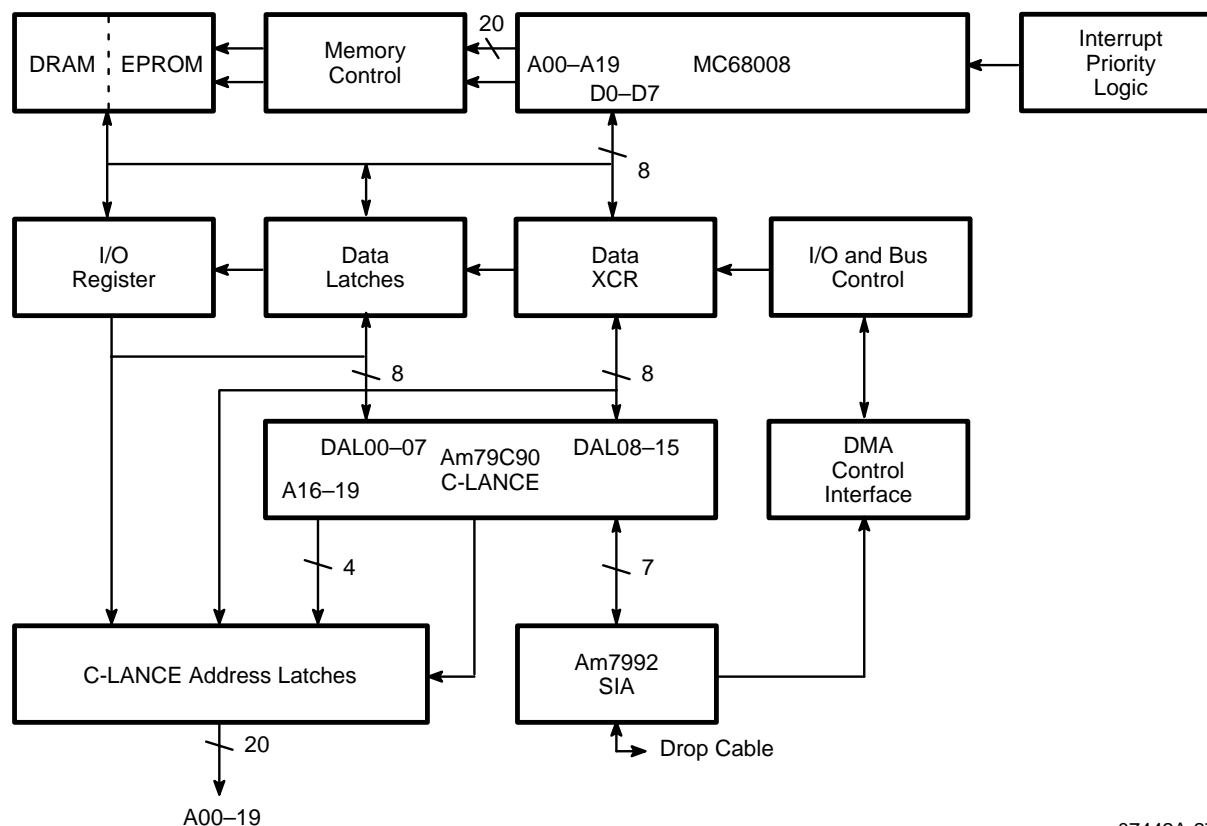 DRAM
EPROM
Memory
Control
20
A00–A19
MC68008
D0–D7
Interrupt
Priority
Logic
8
I/O
Register
Data
Latches
Data
XCR
I/O and Bus
Control
8
8
DAL00–07
Am79C90
C-LANCE
DAL08–15
A16–19
DMA
Control
Interface
4
7
C-LANCE Address Latches
Am7992
SIA
20
Drop Cable
A00–19